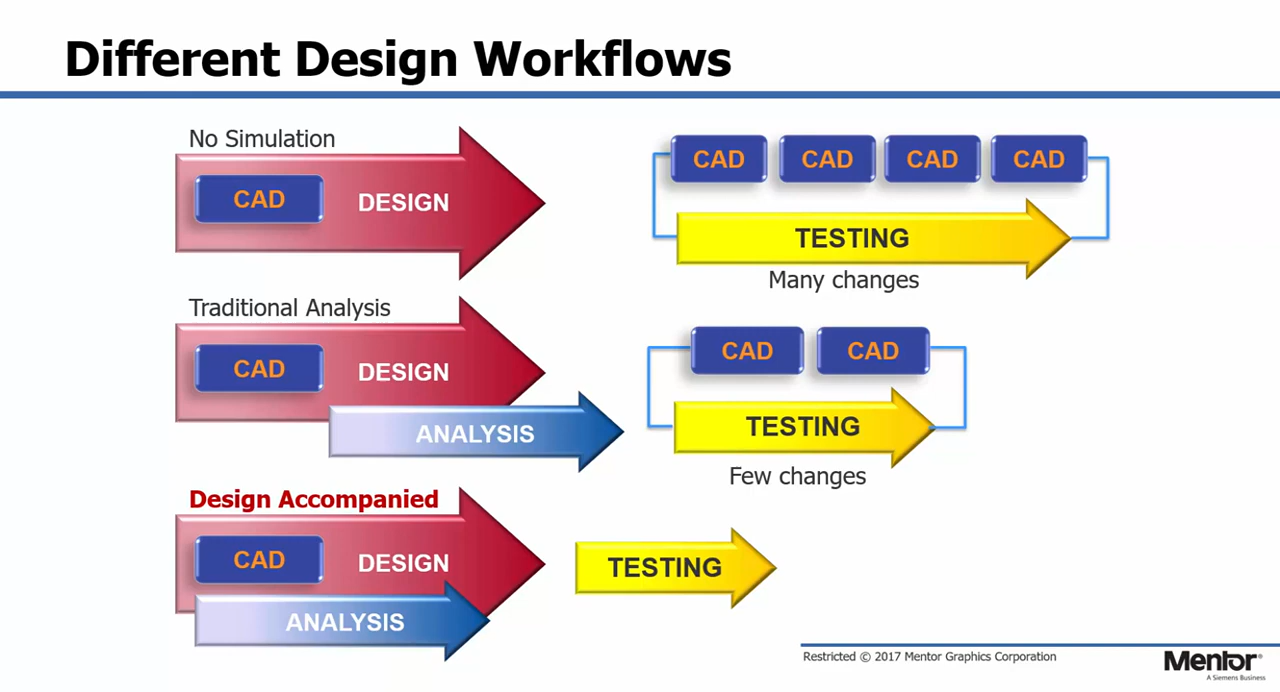 Different Design Workflows
No Simulation
CAD
DESIGN
CAD CAD CAD CAD
TESTING
Many changes
Traditional Analysis
CAD
DESIGN
ANALYSIS
CAD CAD
TESTING
Few changes
Design Accompanied
CAD
DESIGN
ANALYSIS
TESTING
Restricted © 2017 Mentor Graphics Corporation
Mentor®
A Siemens Business